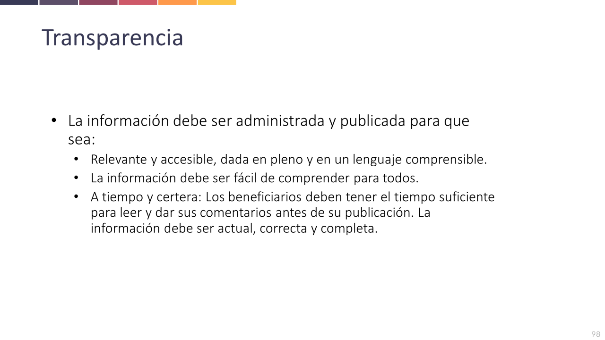 Transparencia
• La información debe ser administrada y publicada para que
sea:
• Relevante y accesible, dada en pleno y en un lenguaje comprensible.
• La información debe ser fácil de comprender para todos.
• A tiempo y certera: Los beneficiarios deben tener el tiempo suficiente
para leer y dar sus comentarios antes de su publicación. La
información debe ser actual, correcta y completa.
98